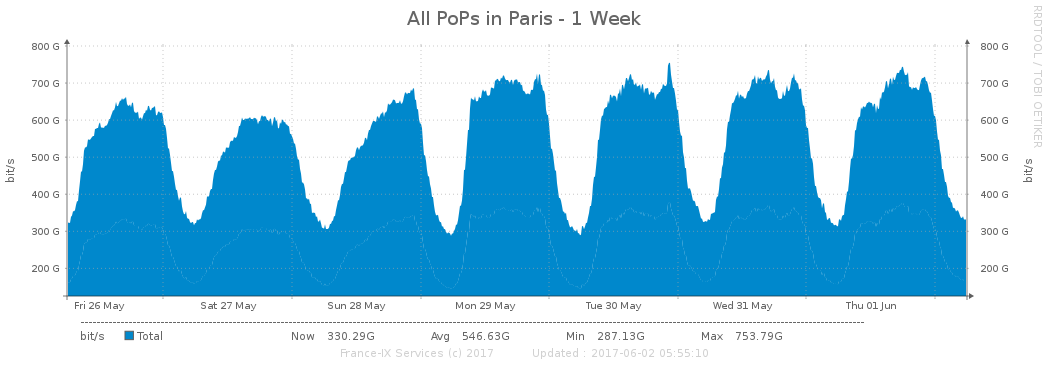 All PoPs in Paris - 1 Week
RRDTOOL / TOBI OETIKER
bit/s
800 G
700 G
600 G
500 G
400 G
300 G
200 G
800 G
700 G
600 G
500 G
400 G
300 G
200 G
bit/s
Fri 26 May Sat 27 May Sun 28 May Mon 29 May Tue 30 May Wed 31 May Thu 01 Jun
bit/s Total Now 330.29G Avg 546.63G Min 287.13G Max 753.79G
France-IX Services (c) 2017 Updated : 2017-06-02 05:55:10